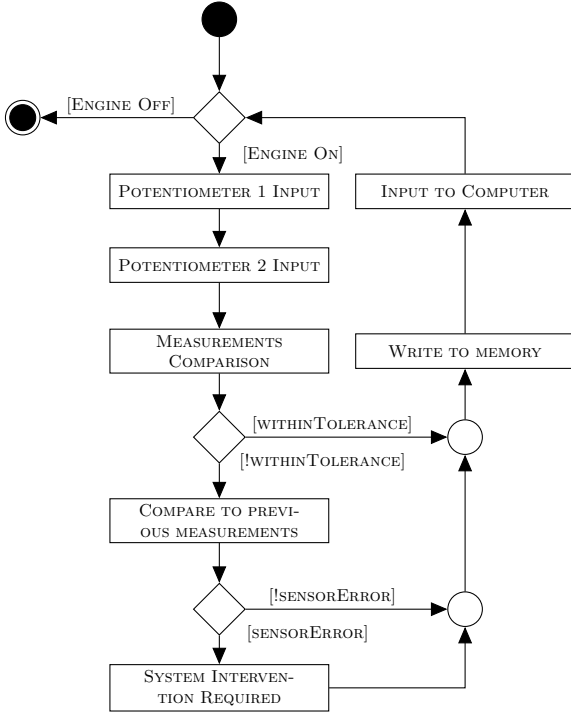 [Engine Off]
[Engine On]
Potentiometer 1 Input
Input to Computer
Potentiometer 2 Input
Measurements
Comparison
Write to memory
[withinTolerance]
[!withinTolerance]
Compare to previ-
ous measurements
[!sensorError]
[sensorError]
System Interven-
tion Required